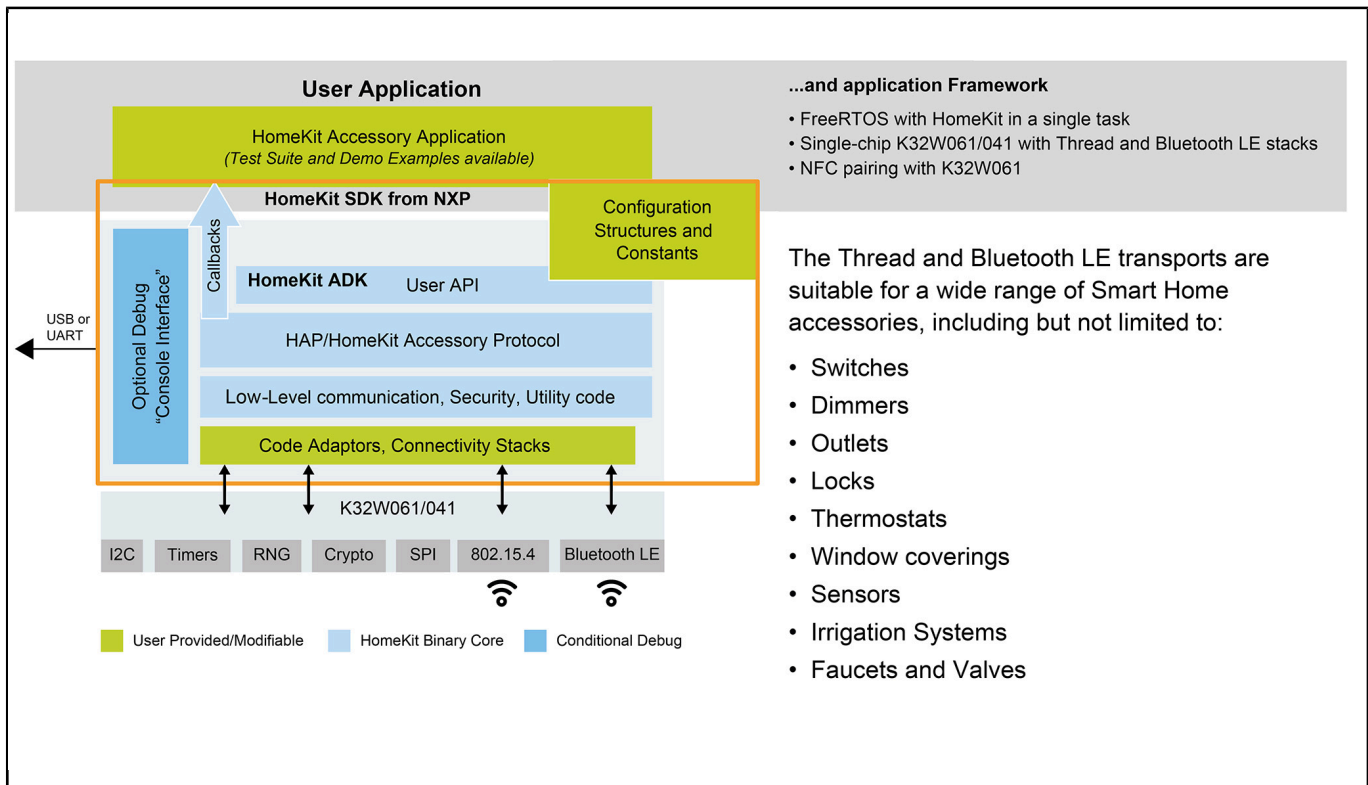 User Application
HomeKit Accessory Application
(Test Suite and Demo Examples available)
HomeKit SDK from NXP
Configuration
Structures and
Constants
Callbacks
HomeKit ADK
User API
Optional Debug
“Console Interface”
USB or
UART
HAP/HomeKit Accessory Protocol
Low-Level communication, Security, Utility code
Code Adaptors, Connectivity Stacks
K32W061/041
I2C
Timers
RNG
Crypto
SPI
802.15.4
Bluetooth LE
User Provided/Modifiable
HomeKit Binary Core
Conditional Debug
...and application Framework
• FreeRTOS with HomeKit in a single task
• Single-chip K32W061/041 with Thread and Bluetooth LE stacks
• NFC pairing with K32W061
The Thread and Bluetooth LE transports are
suitable for a wide range of Smart Home
accessories, including but not limited to:
• Switches
• Dimmers
• Outlets
• Locks
• Thermostats
• Window coverings
• Sensors
• Irrigation Systems
• Faucets and Valves